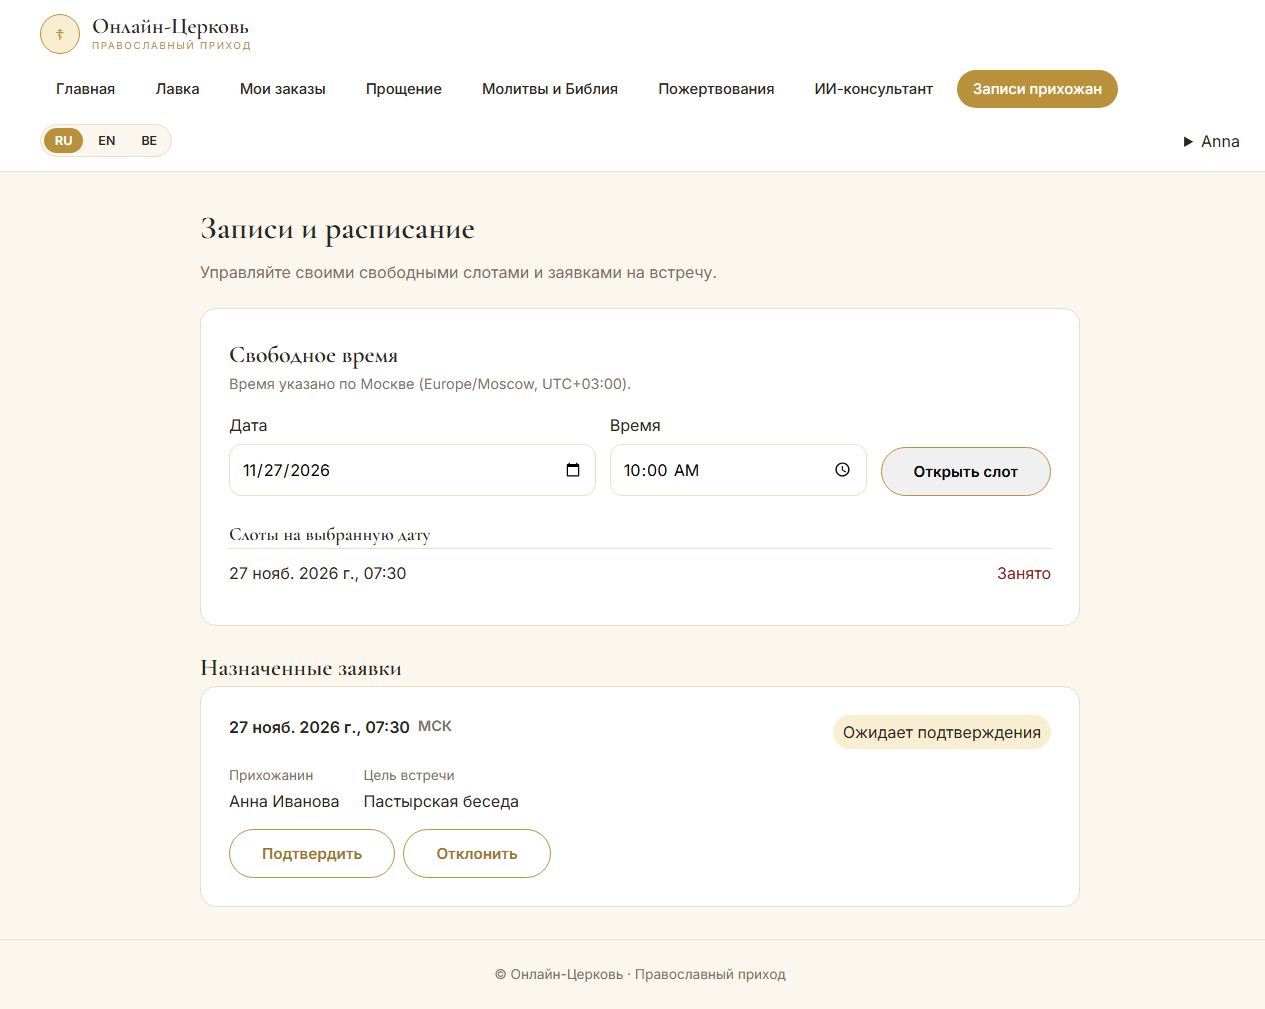 Онлайн-Церковь
ПРАВОСЛАВНЫЙ ПРИХОД
Главная Лавка Мои заказы Прощение Молитвы и Библия Пожертвования ИИ-консультант Записи прихожан
RU EN BE
Anna
Записи и расписание
Управляйте своими свободными слотами и заявками на встречу.
Свободное время
Время указано по Москве (Europe/Moscow, UTC+03:00).
Дата Время
11/27/2026 10:00 AM Открыть слот
Слоты на выбранную дату
27 нояб. 2026 г., 07:30 Занято
Назначенные заявки
27 нояб. 2026 г., 07:30 МСК Ожидает подтверждения
Прихожанин Цель встречи
Анна Иванова Пастырская беседа
Подтвердить Отклонить
© Онлайн-Церковь · Православный приход